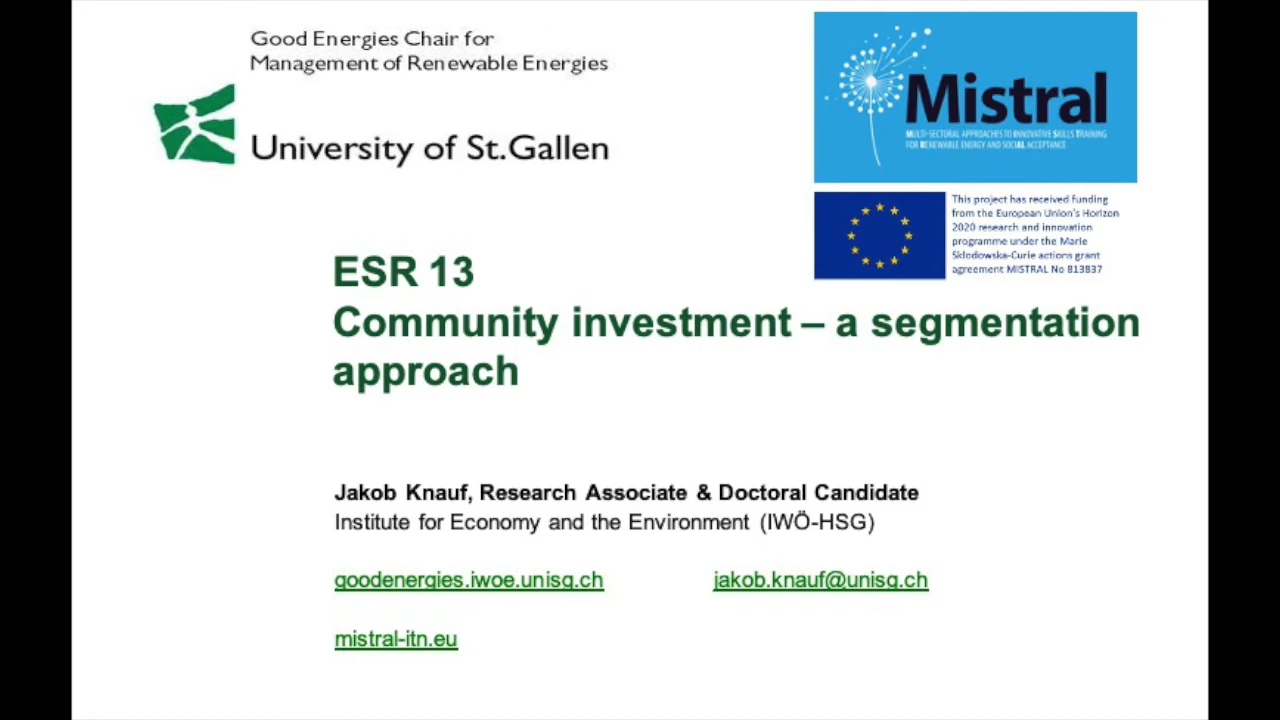 Good Energies Chair for
Management of Renewable Energies
University of St.Gallen
Mistral
MULTI-SECTORAL APPROACHES TO INNOVATIVE SKILLS TRAINING
FOR RENEWABLE ENERGY AND SOCIAL ACCEPTANCE
This project has received funding
from the European Union's Horizon
2020 research and innovation
programme under the Marie
Sklodowska-Curie actions grant
agreement MISTRAL No 813837
ESR 13
Community investment – a segmentation
approach
Jakob Knauf, Research Associate & Doctoral Candidate
Institute for Economy and the Environment (IWÖ-HSG)
goodenergies.iwoe.unisg.ch jakob.knauf@unisg.ch
mistral-itn.eu